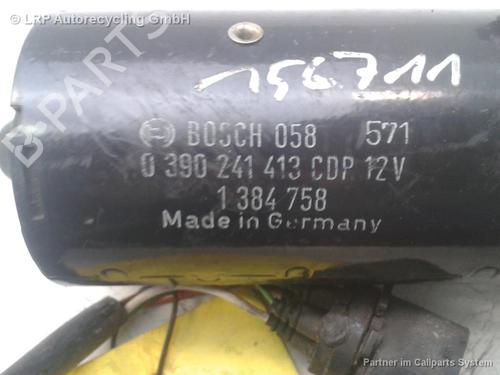 © LRP Autorecycling GmbH
156711
BOSCH 058 571
0 390 241 413 CDP 12V
1 384 758
Made in Germany
Partner im Callparts System